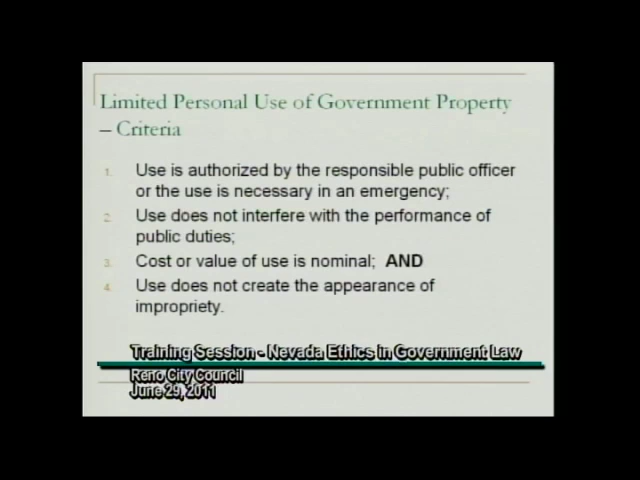 Limited Personal Use of Government Property
– Criteria
1. Use is authorized by the responsible public officer
or the use is necessary in an emergency;
2. Use does not interfere with the performance of
public duties;
3. Cost or value of use is nominal; AND
4. Use does not create the appearance of
impropriety.
Training Session - Nevada Ethics in Government Law
Reno City Council
June 29, 2011